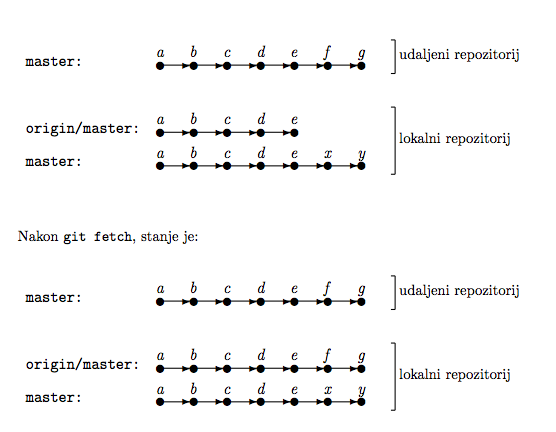 a b c d e f g
master: udaljeni repozitorij
a b c d e
origin/master:
lokalni repozitorij
a b c d e x y
master:
Nakon git fetch, stanje je:
a b c d e f g
master: udaljeni repozitorij
a b c d e f g
origin/master:
lokalni repozitorij
a b c d e x y
master: